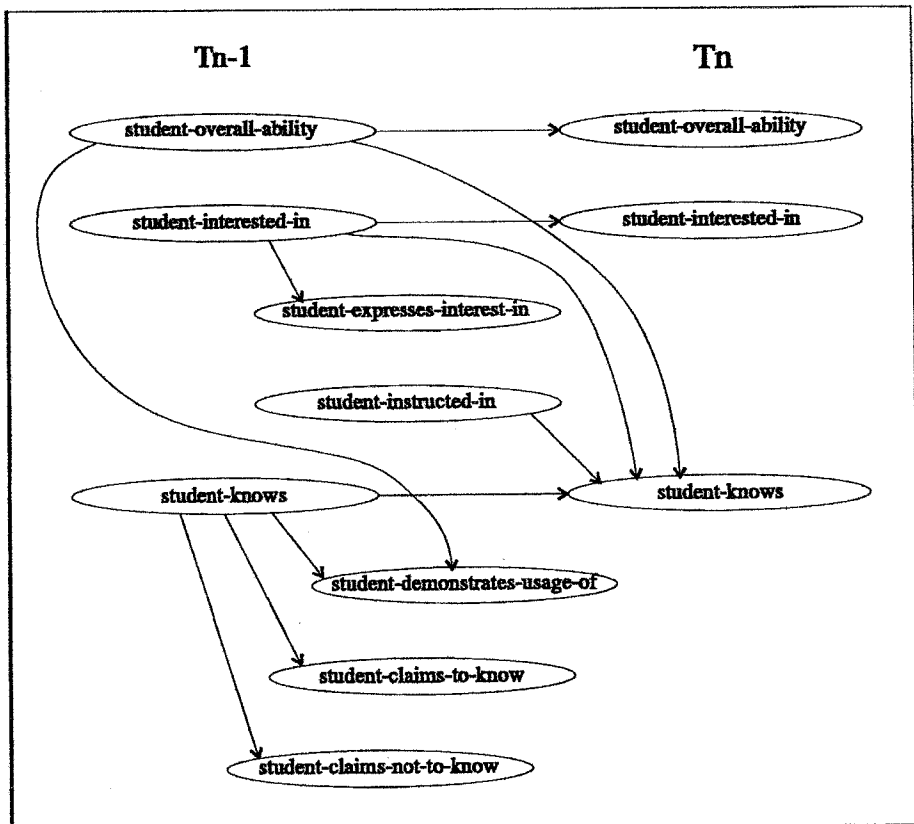 Tn-1
Tn
student-overall-ability
student-overall-ability
student-interested-in
student-interested-in
student-expresses-interest-in
student-instructed-in
student-knows
student-knows
student-demonstrates-usage-of
student-claims-to-know
student-claims-not-to-know